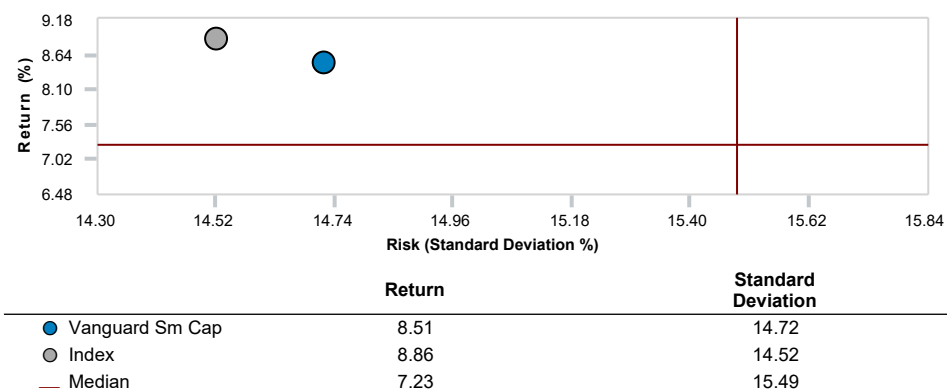 9.18
8.64
8.10
7.56
7.02
6.48
Return (%)
14.30 14.52 14.74 14.96 15.18 15.40 15.62 15.84
Risk (Standard Deviation %)
Return Standard Deviation
Vanguard Sm Cap 8.51 14.72
Index 8.86 14.52
Median 7.23 15.49